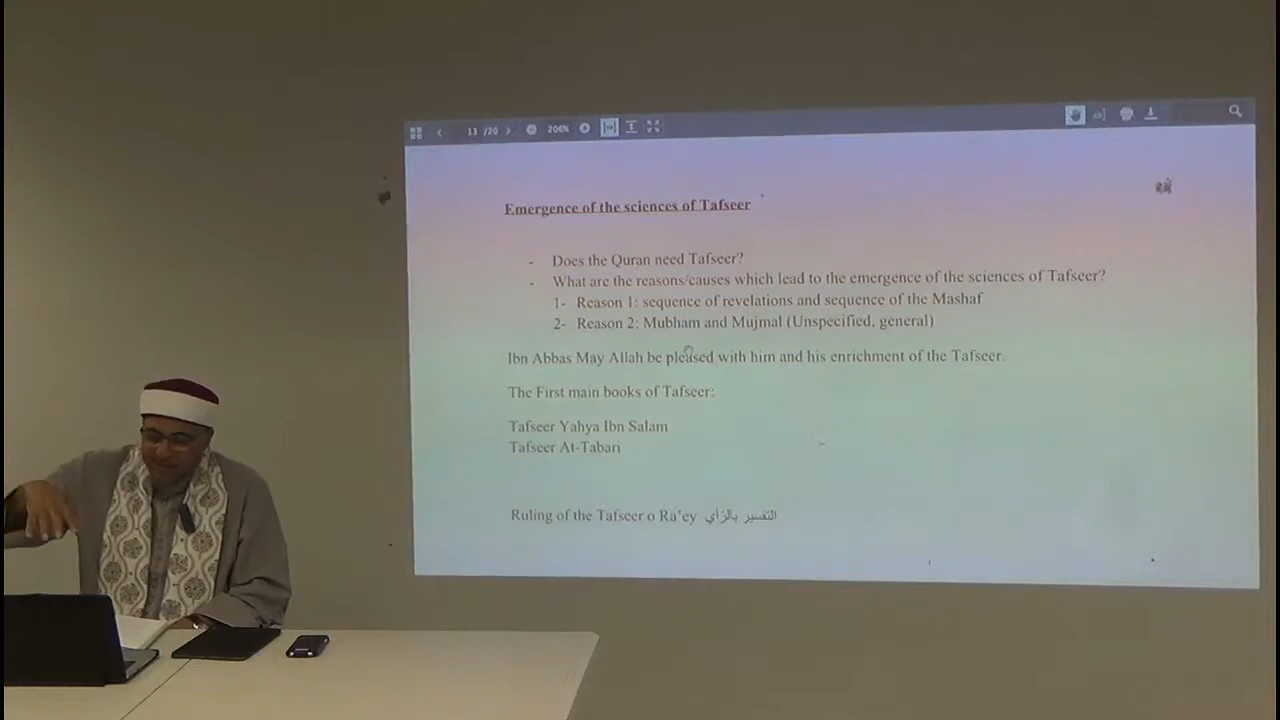 13 /20
206%
Emergence of the sciences of Tafseer
- Does the Quran need Tafseer?
- What are the reasons/causes which lead to the emergence of the sciences of Tafseer?
1- Reason 1: sequence of revelations and sequence of the Mashaf
2- Reason 2: Mubham and Mujmal (Unspecified, general)
Ibn Abbas May Allah be pleased with him and his enrichment of the Tafseer.
The First main books of Tafseer:
Tafseer Yahya Ibn Salam
Tafseer At-Tabari
Ruling of the Tafseer o Ra'ey التفسير بالرأي